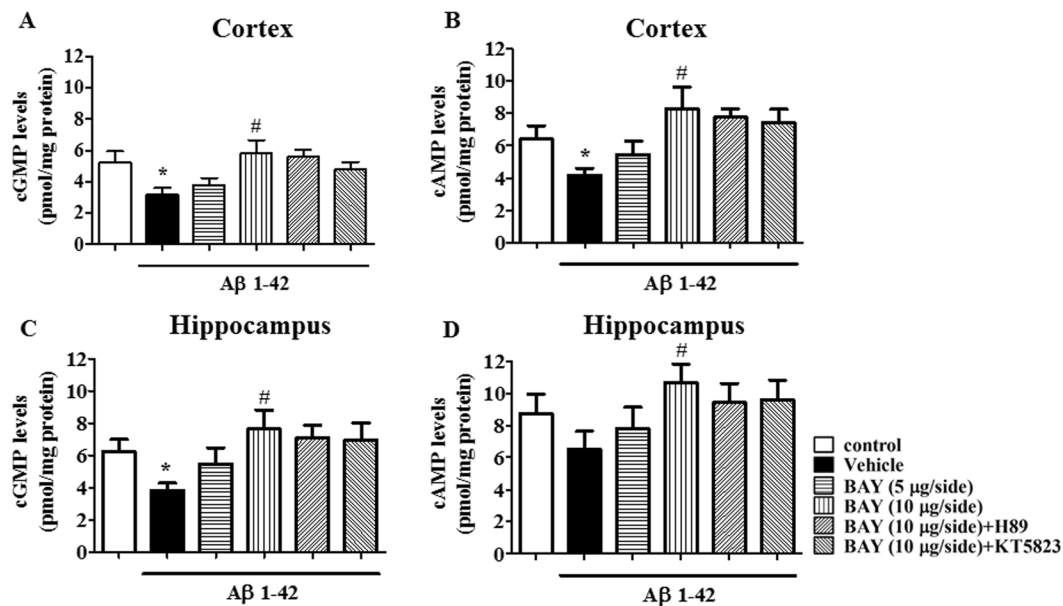 A
Cortex
cGMP levels
(pmol/mg protein)
12
10
8
6
4
2
0
*
#
Aβ 1-42
B
Cortex
cAMP levels
(pmol/mg protein)
12
10
8
6
4
2
0
*
#
Aβ 1-42
C
Hippocampus
cGMP levels
(pmol/mg protein)
12
10
8
6
4
2
0
*
#
Aβ 1-42
D
Hippocampus
cAMP levels
(pmol/mg protein)
12
10
8
6
4
2
0
#
Aβ 1-42
control
Vehicle
BAY (5 μg/side)
BAY (10 μg/side)
BAY (10 μg/side)+H89
BAY (10 μg/side)+KT5823